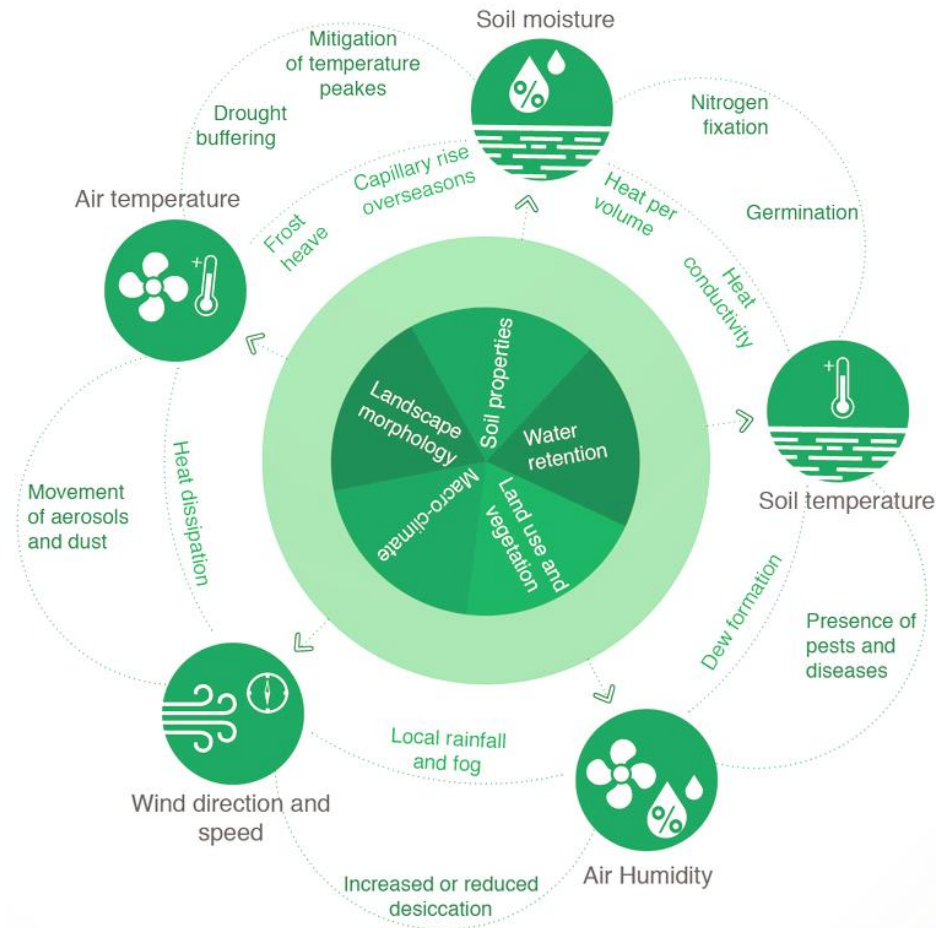 Soil moisture
Mitigation
of temperature
peakes
Drought
buffering
Nitrogen
fixation
Capillary rise
overseasons
Heat per
volume
Air temperature
Frost
heave
Germination
Heat
conductivity
Soil properties
Landscape
morphology
Water
retention
Macro-climate
Land use and
vegetation
Soil temperature
Heat dissipation
Movement
of aerosols
and dust
Dew formation
Presence of
pests and
diseases
Local rainfall
and fog
Wind direction and
speed
Air Humidity
Increased or reduced
desiccation